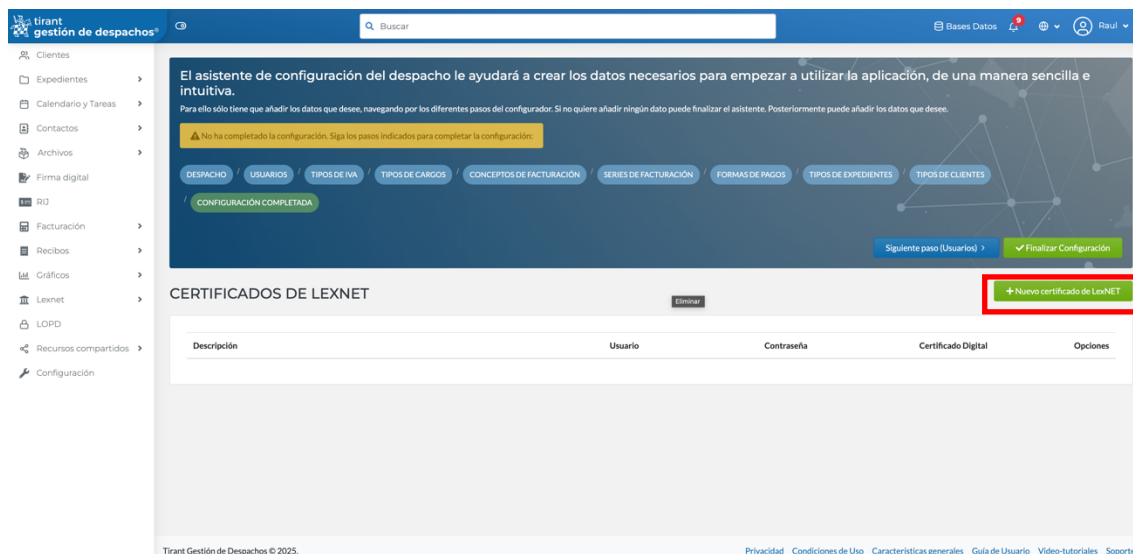 tirant
gestión de despachos®
Buscar
Bases Datos
9
Raul
Clientes
Expedientes
Calendario y Tareas
Contactos
Archivos
Firma digital
RIJ
Facturación
Recibos
Gráficos
Lexnet
LOPD
Recursos compartidos
Configuración
El asistente de configuración del despacho le ayudará a crear los datos necesarios para empezar a utilizar la aplicación, de una manera sencilla e
intuitiva.
Para ello sólo tiene que añadir los datos que desee, navegando por los diferentes pasos del configurador. Si no quiere añadir ningún dato puede finalizar el asistente. Posteriormente puede añadir los datos que desee.
No ha completado la configuración. Siga los pasos indicados para completar la configuración:
DESPACHO / USUARIOS / TIPOS DE IVA / TIPOS DE CARGOS / CONCEPTOS DE FACTURACIÓN / SERIES DE FACTURACIÓN / FORMAS DE PAGOS / TIPOS DE EXPEDIENTES / TIPOS DE CLIENTES
/ CONFIGURACIÓN COMPLETADA
Siguiente paso (Usuarios) >
Finalizar Configuración
CERTIFICADOS DE LEXNET
Eliminar
+ Nuevo certificado de LexNET
Descripción Usuario Contraseña Certificado Digital Opciones
Tirant Gestión de Despachos © 2025.
Privacidad Condiciones de Uso Características generales Guía de Usuario Vídeo-tutoriales Soporte